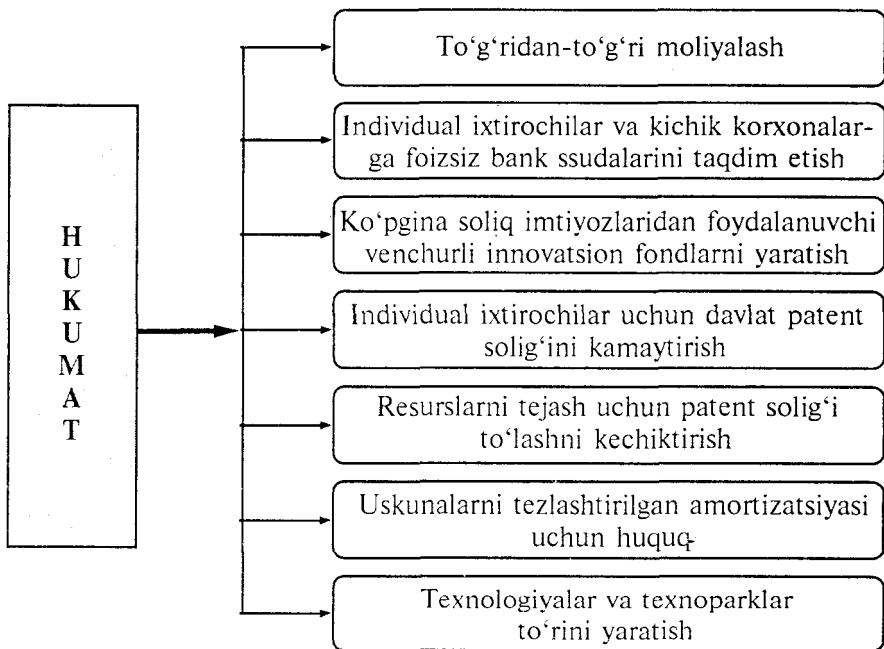 HUKUMAT
To‘g‘ridan-to‘g‘ri moliyalash
Individual ixtirochilar va kichik korxonalar-
ga foizsiz bank ssudalarini taqdim etish
Ko‘pgina soliq imtiyozlaridan foydalanuvchi
venchurli innovatsion fondlarni yaratish
Individual ixtirochilar uchun davlat patent
solig‘ini kamaytirish
Resurslarni tejash uchun patent solig‘i
to‘lashni kechiktirish
Uskunalarni tezlashtirilgan amortizatsiyasi
uchun huquq-
Texnologiyalar va texnoparklar
to‘rini yaratish